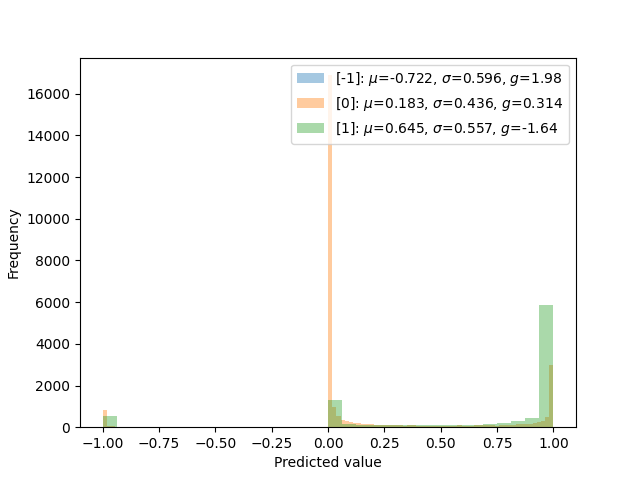 [-1]: μ=-0.722, σ=0.596, g=1.98
[0]: μ=0.183, σ=0.436, g=0.314
[1]: μ=0.645, σ=0.557, g=-1.64
16000
14000
12000
10000
8000
6000
4000
2000
0
Frequency
−1.00 −0.75 −0.50 −0.25 0.00 0.25 0.50 0.75 1.00
Predicted value